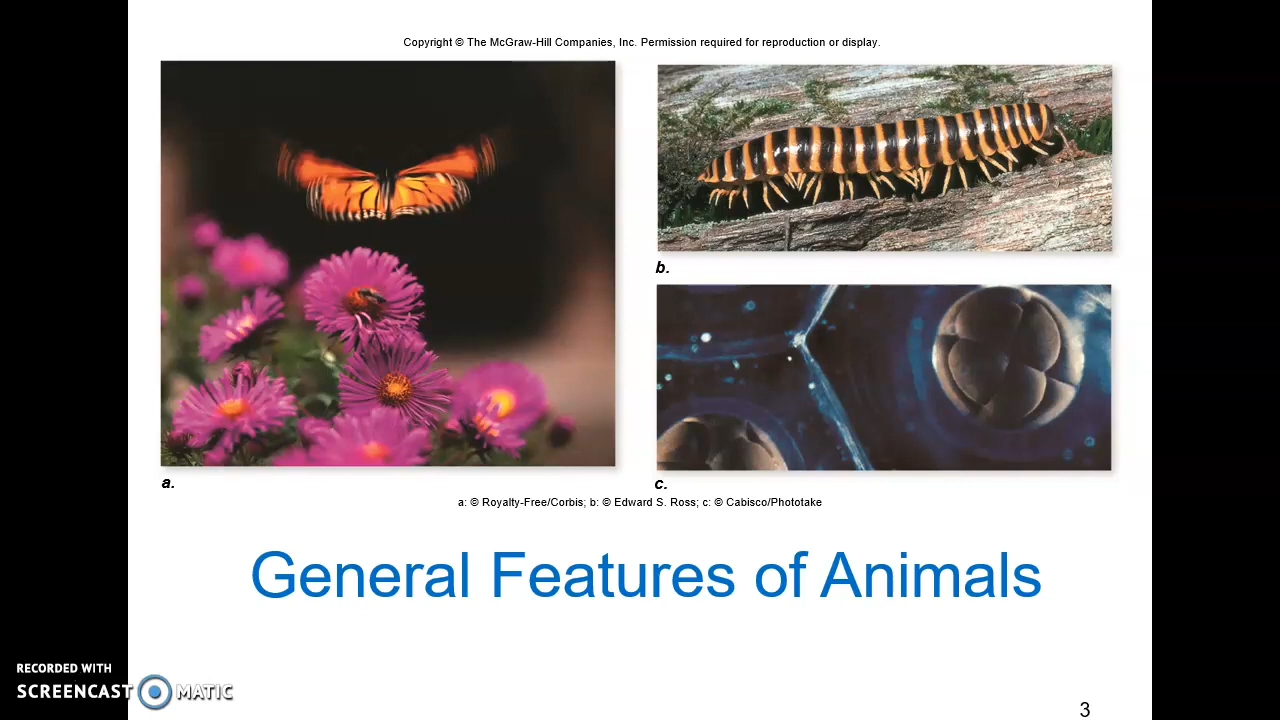 Copyright © The McGraw-Hill Companies, Inc. Permission required for reproduction or display.
b.
a.
c.
a: © Royalty-Free/Corbis; b: © Edward S. Ross; c: © Cabisco/Phototake
General Features of Animals
RECORDED WITH
SCREENCAST MATIC
3